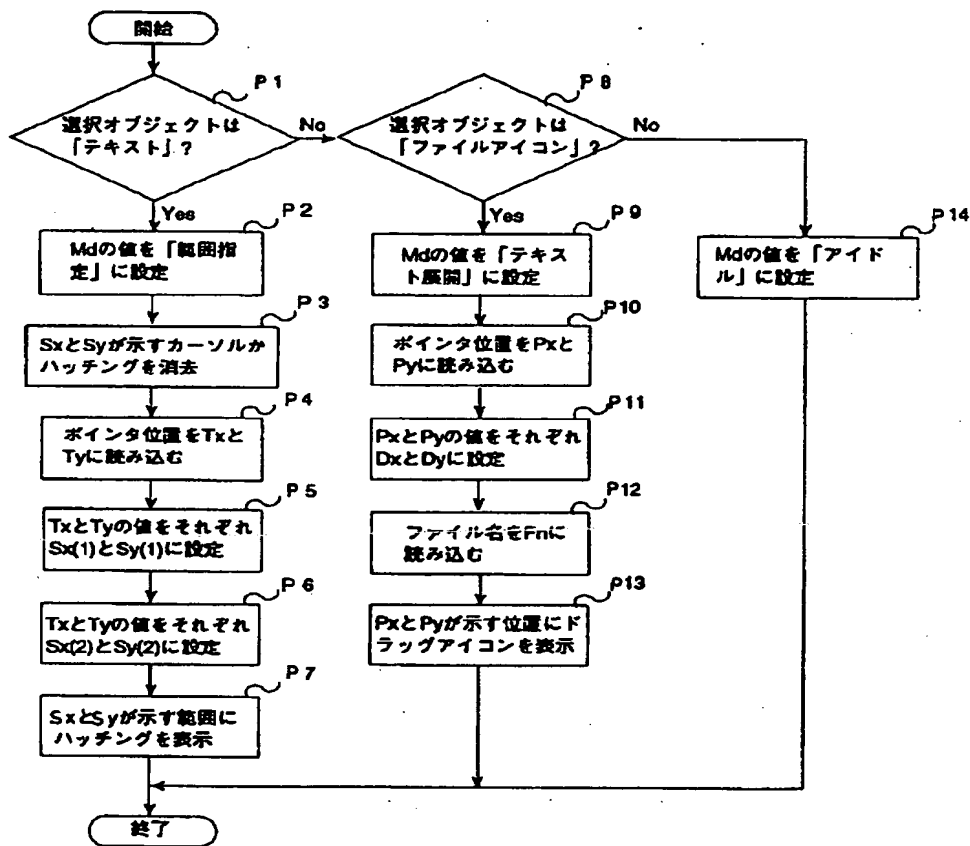 開始
P1
選択オブジェクトは
「テキスト」?
No
Yes
P2
Mdの値を「範囲指
定」に設定
P3
SxとSyが示すカーソルか
ハッチングを消去
P4
ポインタ位置をTxと
Tyに読み込む
P5
TxとTyの値をそれぞれ
Sx(1)とSy(1)に設定
P6
TxとTyの値をそれぞれ
Sx(2)とSy(2)に設定
P7
SxとSyが示す範囲に
ハッチングを表示
終了
P8
選択オブジェクトは
「ファイルアイコン」?
No
Yes
P9
Mdの値を「テキス
ト展開」に設定
P10
ポインタ位置をPxと
Pyに読み込む
P11
PxとPyの値をそれぞれ
DxとDyに設定
P12
ファイル名をFnに
読み込む
P13
PxとPyが示す位置にド
ラッグアイコンを表示
P14
Mdの値を「アイド
ル」に設定